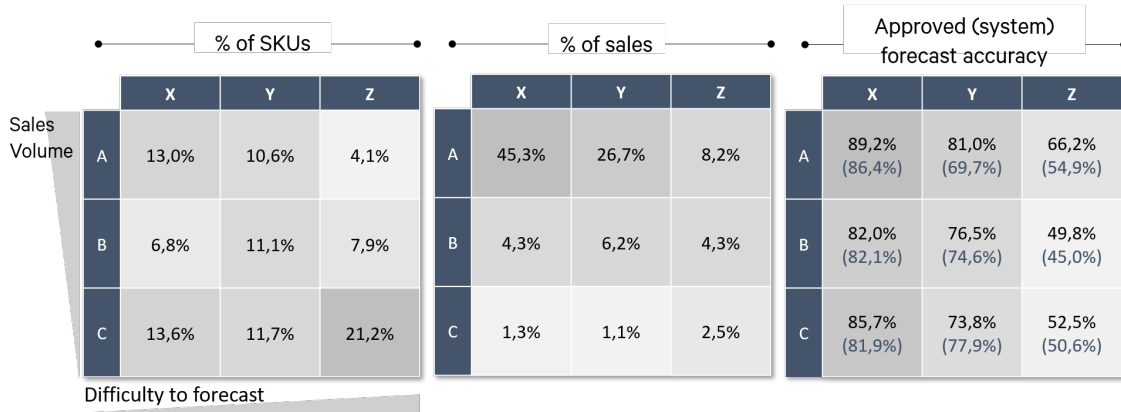 % of SKUs
% of sales
Approved (system)
forecast accuracy
X Y Z
X Y Z
X Y Z
Sales
Volume
A 13,0% 10,6% 4,1%
A 45,3% 26,7% 8,2%
A 89,2% 81,0% 66,2%
(86,4%) (69,7%) (54,9%)
B 6,8% 11,1% 7,9%
B 4,3% 6,2% 4,3%
B 82,0% 76,5% 49,8%
(82,1%) (74,6%) (45,0%)
C 13,6% 11,7% 21,2%
C 1,3% 1,1% 2,5%
C 85,7% 73,8% 52,5%
(81,9%) (77,9%) (50,6%)
Difficulty to forecast